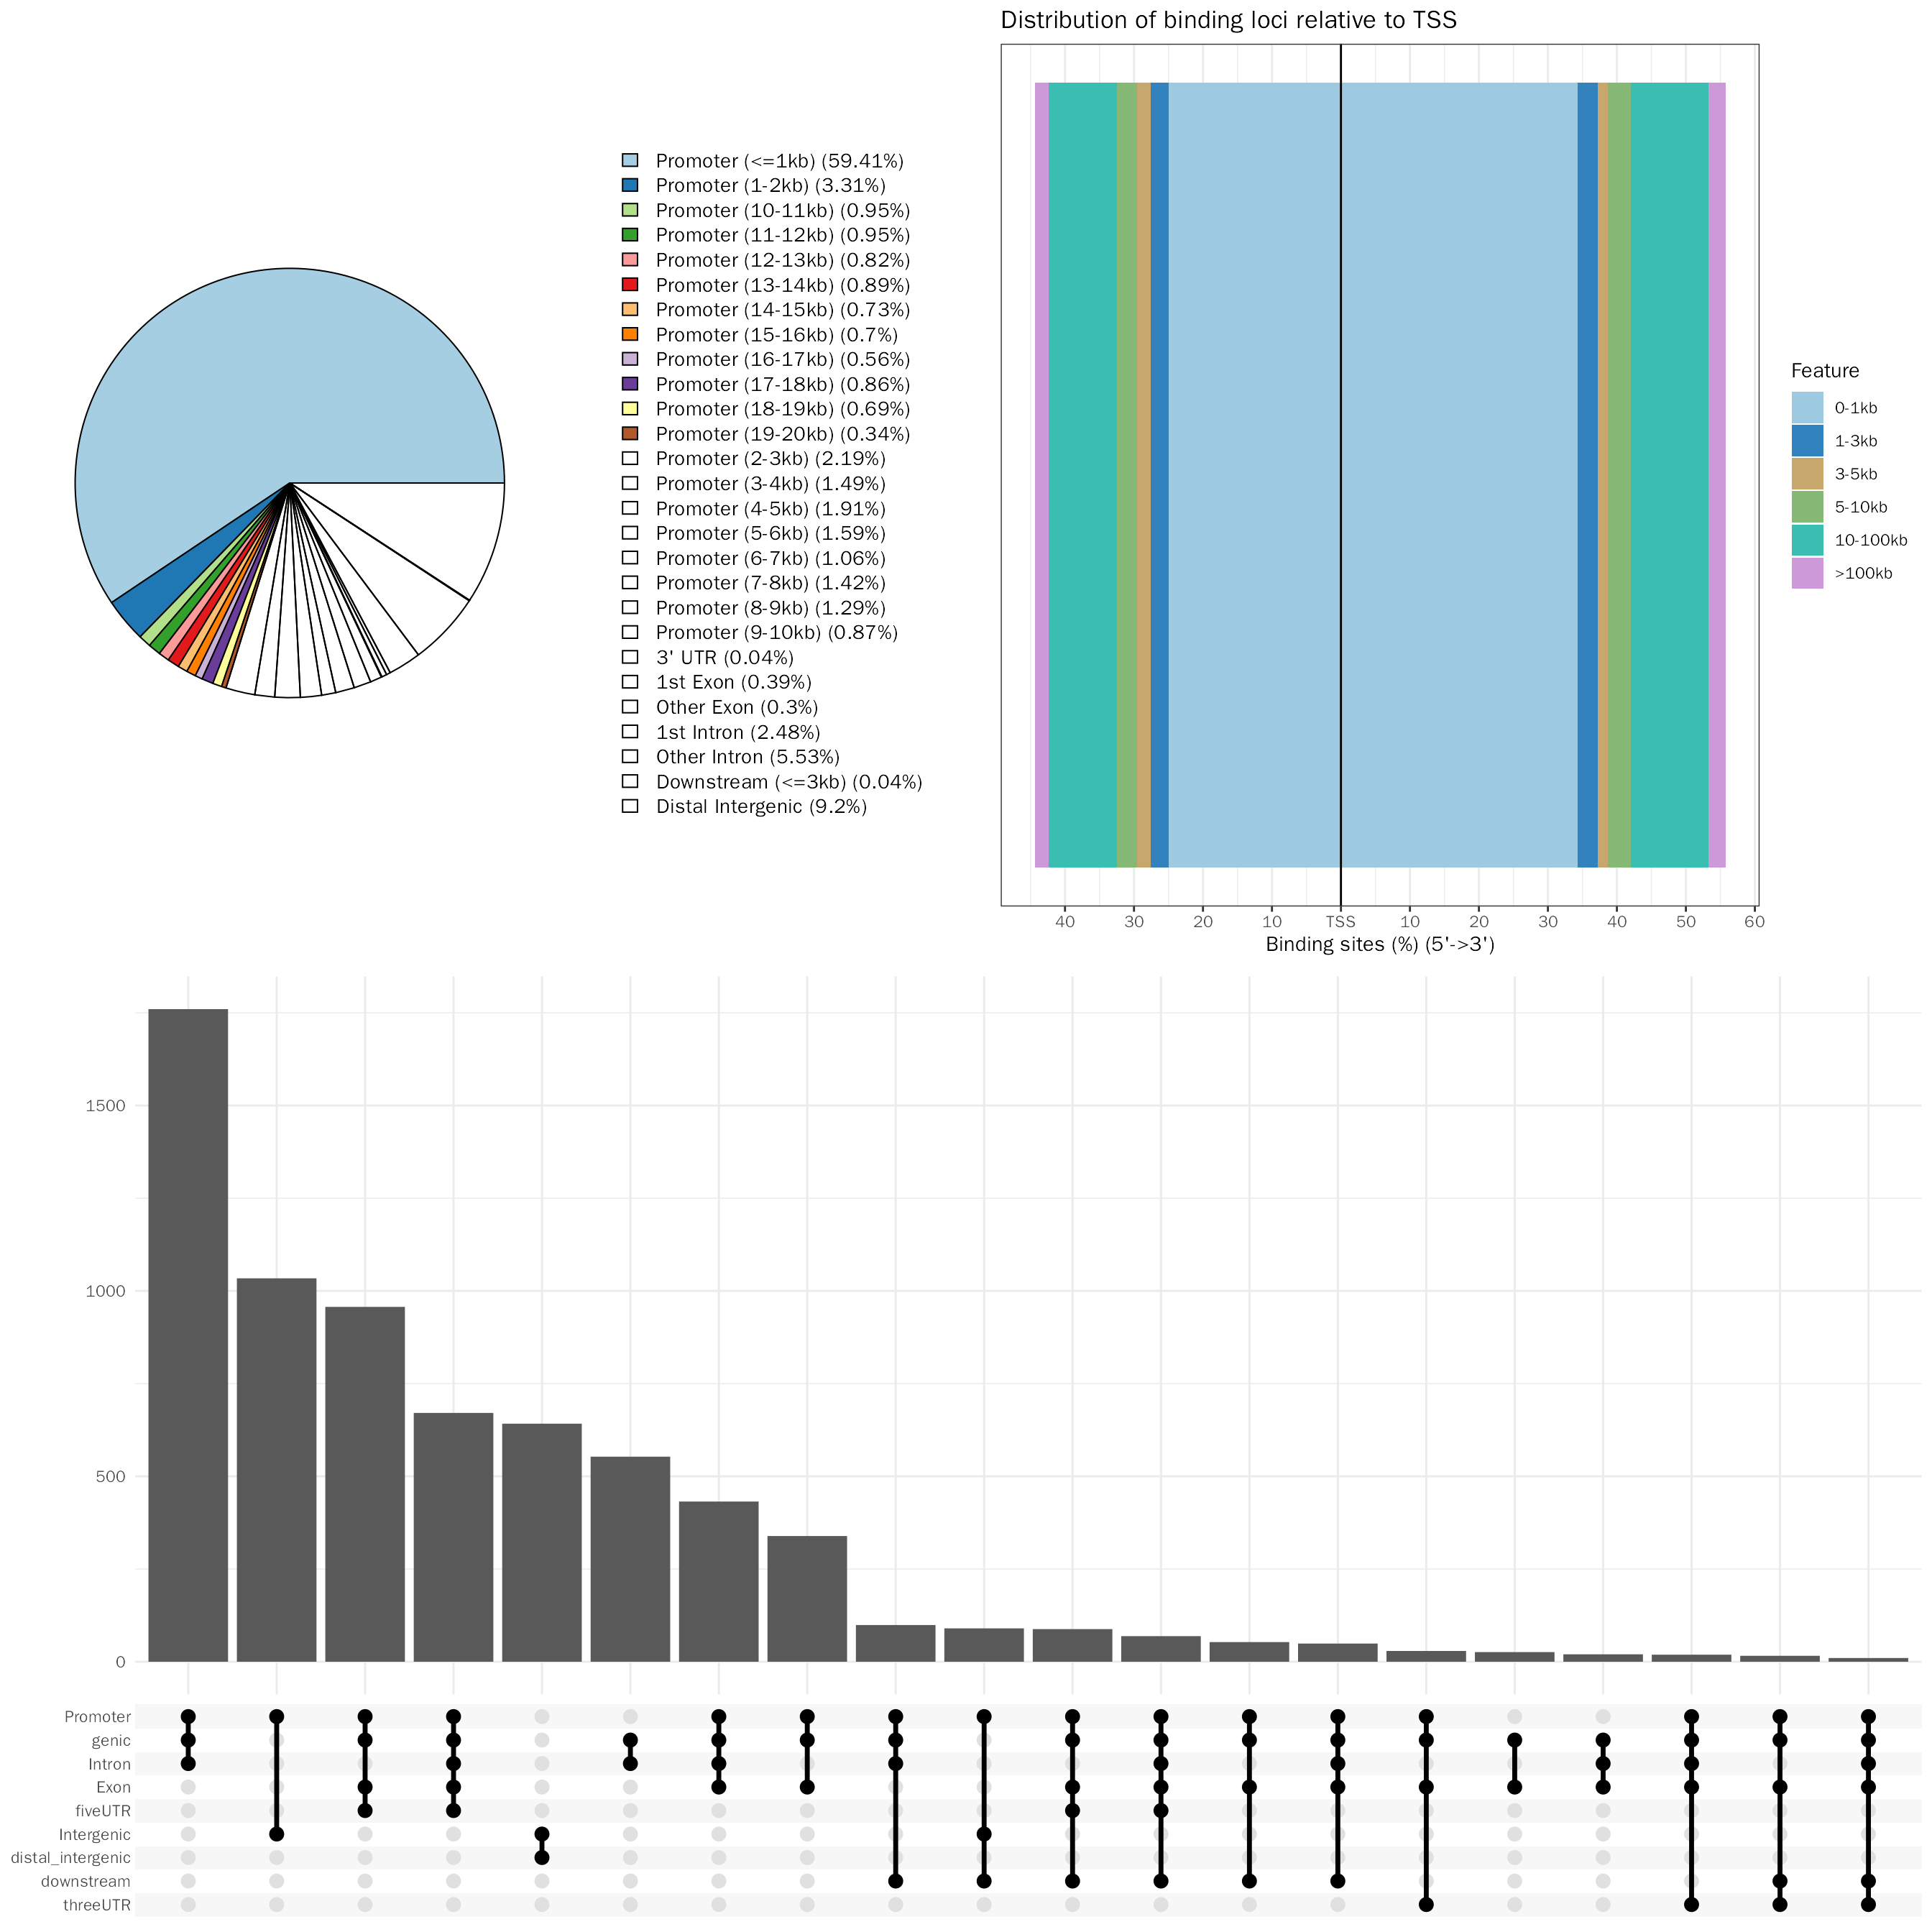 Distribution of binding loci relative to TSS
Promoter (<=1kb) (59.41%)
Promoter (1-2kb) (3.31%)
Promoter (10-11kb) (0.95%)
Promoter (11-12kb) (0.95%)
Promoter (12-13kb) (0.82%)
Promoter (13-14kb) (0.89%)
Promoter (14-15kb) (0.73%)
Promoter (15-16kb) (0.7%)
Promoter (16-17kb) (0.56%)
Promoter (17-18kb) (0.86%)
Promoter (18-19kb) (0.69%)
Promoter (19-20kb) (0.34%)
Promoter (2-3kb) (2.19%)
Promoter (3-4kb) (1.49%)
Promoter (4-5kb) (1.91%)
Promoter (5-6kb) (1.59%)
Promoter (6-7kb) (1.06%)
Promoter (7-8kb) (1.42%)
Promoter (8-9kb) (1.29%)
Promoter (9-10kb) (0.87%)
3' UTR (0.04%)
1st Exon (0.39%)
Other Exon (0.3%)
1st Intron (2.48%)
Other Intron (5.53%)
Downstream (<=3kb) (0.04%)
Distal Intergenic (9.2%)
Feature
0-1kb
1-3kb
3-5kb
5-10kb
10-100kb
>100kb
40 30 20 10 TSS 10 20 30 40 50 60
Binding sites (%) (5'->3')
1500
1000
500
0
Promoter
genic
Intron
Exon
fiveUTR
Intergenic
distal_intergenic
downstream
threeUTR